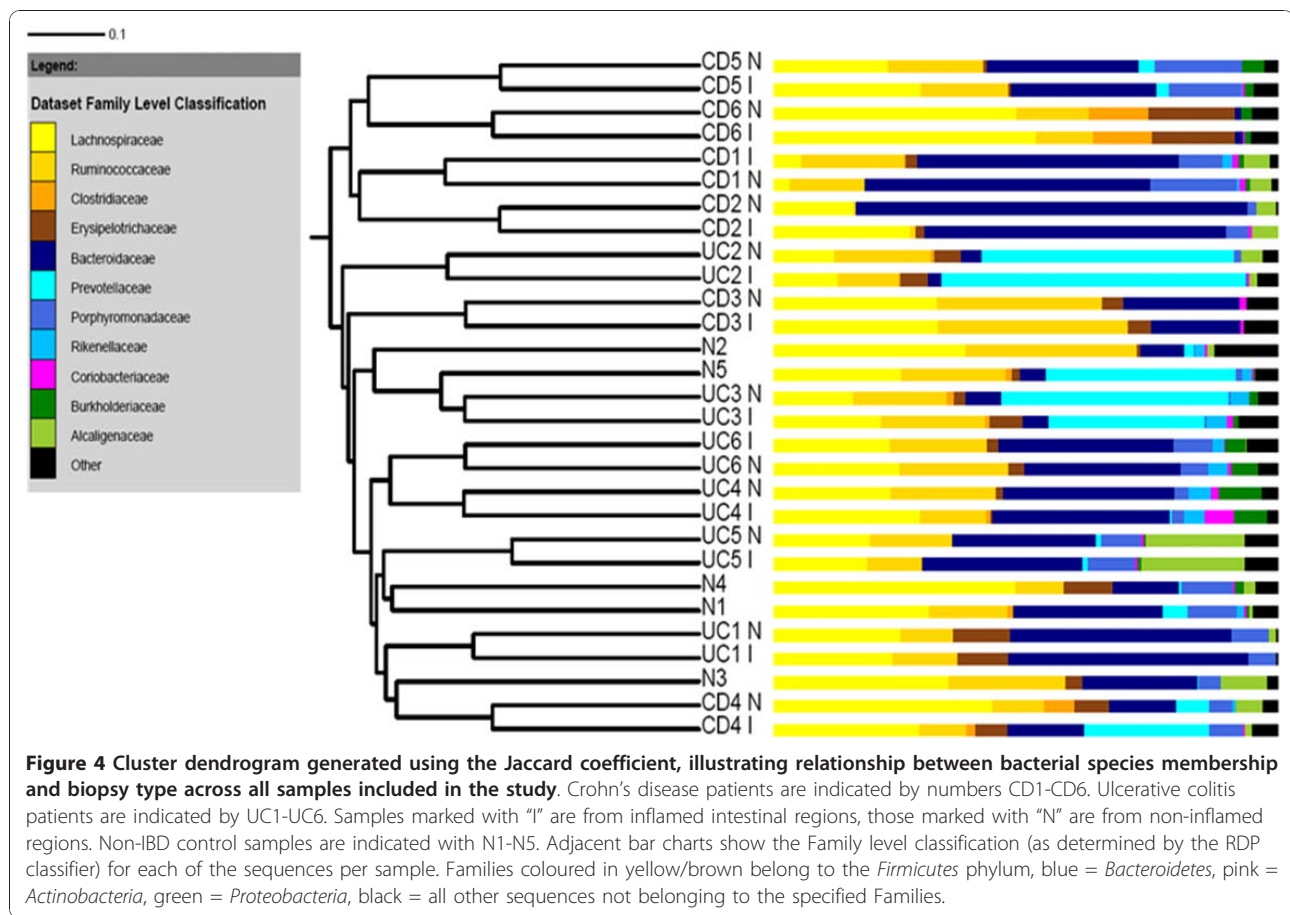 0.1
Legend:
Dataset Family Level Classification
Lachnospiraceae
Ruminococcaceae
Clostridiaceae
Erysipelotrichaceae
Bacteroidaceae
Prevotellaceae
Porphyromonadaceae
Rikenellaceae
Coriobacteriaceae
Burkholderiaceae
Alcaligenaceae
Other
CD5 N
CD5 I
CD6 N
CD6 I
CD1 I
CD1 N
CD2 N
CD2 I
UC2 N
UC2 I
CD3 N
CD3 I
N2
N5
UC3 N
UC3 I
UC6 I
UC6 N
UC4 N
UC4 I
UC5 N
UC5 I
N4
N1
UC1 N
UC1 I
N3
CD4 N
CD4 I
Figure 4 Cluster dendrogram generated using the Jaccard coefficient, illustrating relationship between bacterial species membership
and biopsy type across all samples included in the study. Crohn's disease patients are indicated by numbers CD1-CD6. Ulcerative colitis
patients are indicated by UC1-UC6. Samples marked with "I" are from inflamed intestinal regions, those marked with "N" are from non-inflamed
regions. Non-IBD control samples are indicated with N1-N5. Adjacent bar charts show the Family level classification (as determined by the RDP
classifier) for each of the sequences per sample. Families coloured in yellow/brown belong to the Firmicutes phylum, blue = Bacteroidetes, pink =
Actinobacteria, green = Proteobacteria, black = all other sequences not belonging to the specified Families.